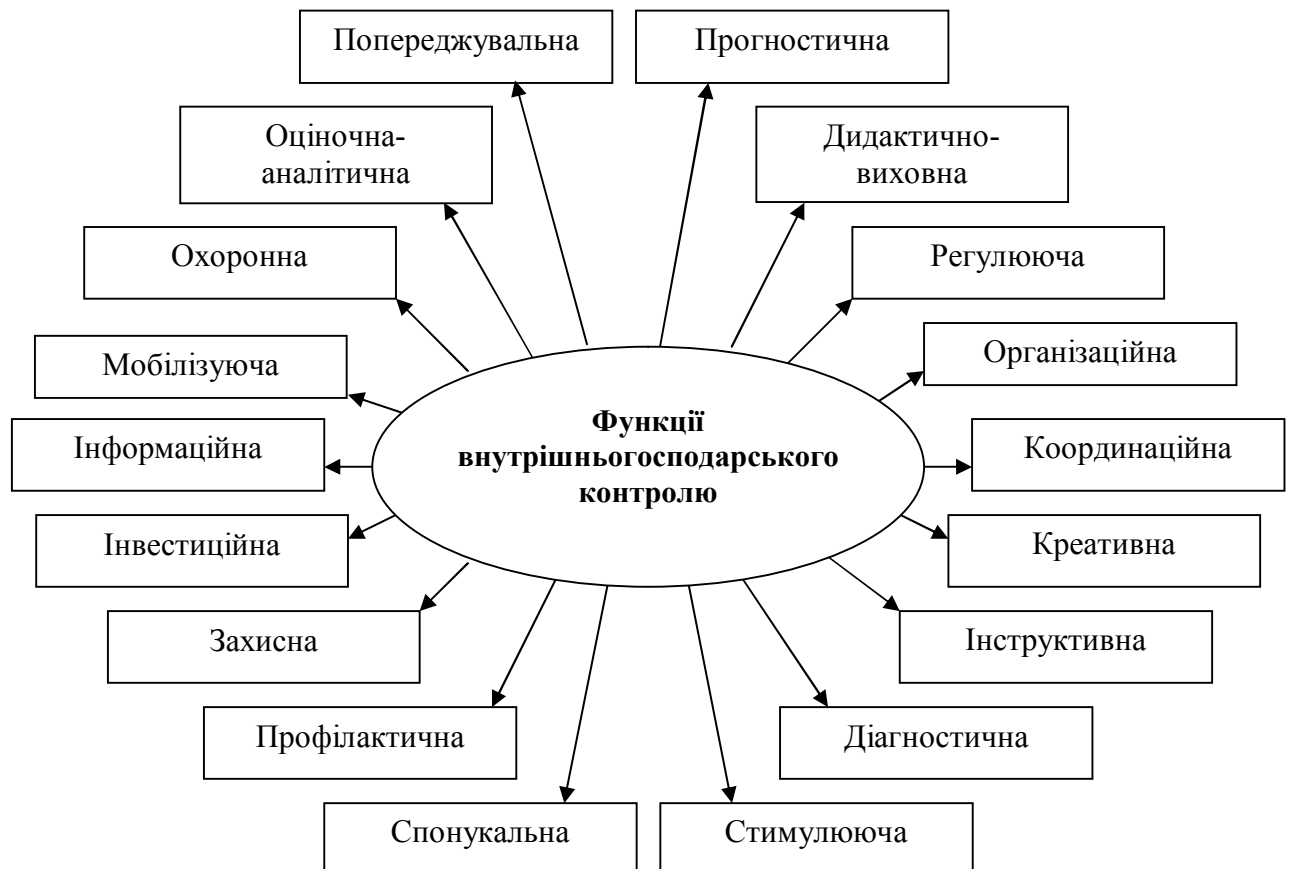 Попереджувальна
Прогностична
Оціночна-
аналітична
Дидактично-
виховна
Охоронна
Регулююча
Мобілізуюча
Організаційна
Функції
внутрішньогосподарського
контролю
Інформаційна
Координаційна
Інвестиційна
Креативна
Захисна
Інструктивна
Профілактична
Діагностична
Спонукальна
Стимулююча